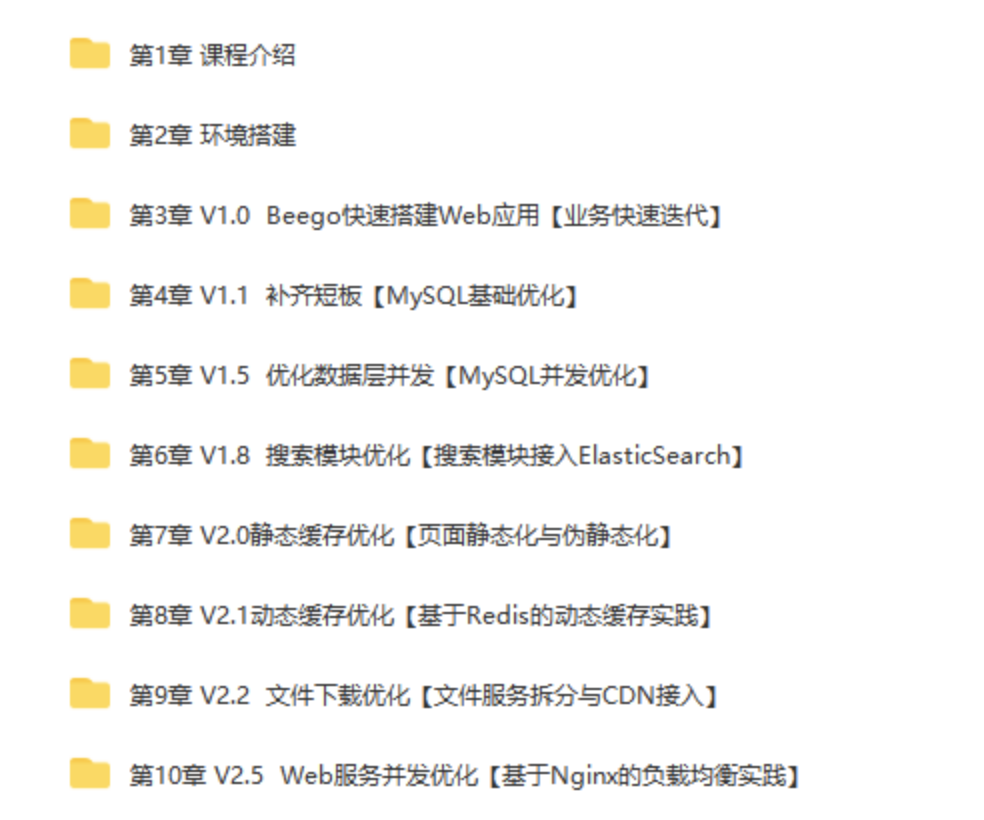 第1章 课程介绍
第2章 环境搭建
第3章 V1.0  Beego快速搭建Web应用【业务快速迭代】
第4章 V1.1  补齐短板【MySQL基础优化】
第5章 V1.5  优化数据层并发【MySQL并发优化】
第6章 V1.8  搜索模块优化【搜索模块接入ElasticSearch】
第7章 V2.0静态缓存优化【页面静态化与伪静态化】
第8章 V2.1动态缓存优化【基于Redis的动态缓存实践】
第9章 V2.2  文件下载优化【文件服务拆分与CDN接入】
第10章 V2.5  Web服务并发优化【基于Nginx的负载均衡实践】